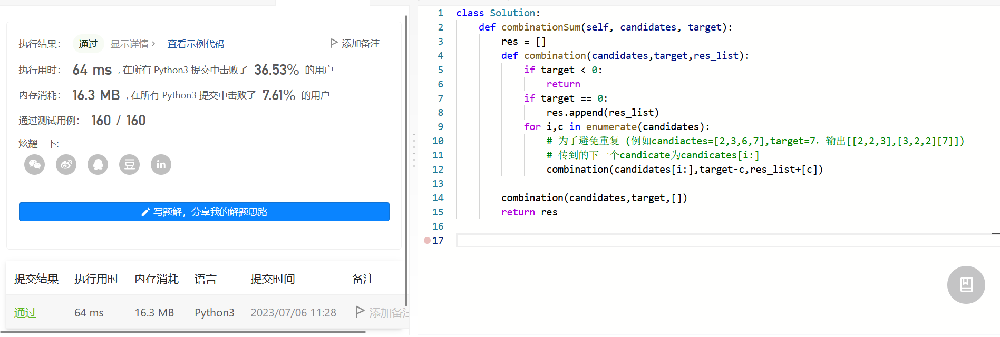 执行结果： 通过 显示详情 > 查看示例代码 添加备注
执行用时： 64 ms , 在所有 Python3 提交中击败了 36.53% 的用户
内存消耗： 16.3 MB , 在所有 Python3 提交中击败了 7.61% 的用户
通过测试用例： 160 / 160
炫耀一下:
豆 in
写题解，分享我的解题思路
提交结果 执行用时 内存消耗 语言 提交时间 备注
通过 64 ms 16.3 MB Python3 2023/07/06 11:28 添加备注
1 class Solution:
2 def combinationSum(self, candidates, target):
3 res = []
4 def combination(candidates,target,res_list):
5 if target < 0:
6 return
7 if target == 0:
8 res.append(res_list)
9 for i,c in enumerate(candidates):
10 # 为了避免重复 (例如candiactes=[2,3,6,7],target=7, 输出[[2,2,3],[3,2,2][7]])
11 # 传到的下一个candicate为candicates[i:]
12 combination(candidates[i:],target-c,res_list+[c])
13
14 combination(candidates,target,[])
15 return res
16
17